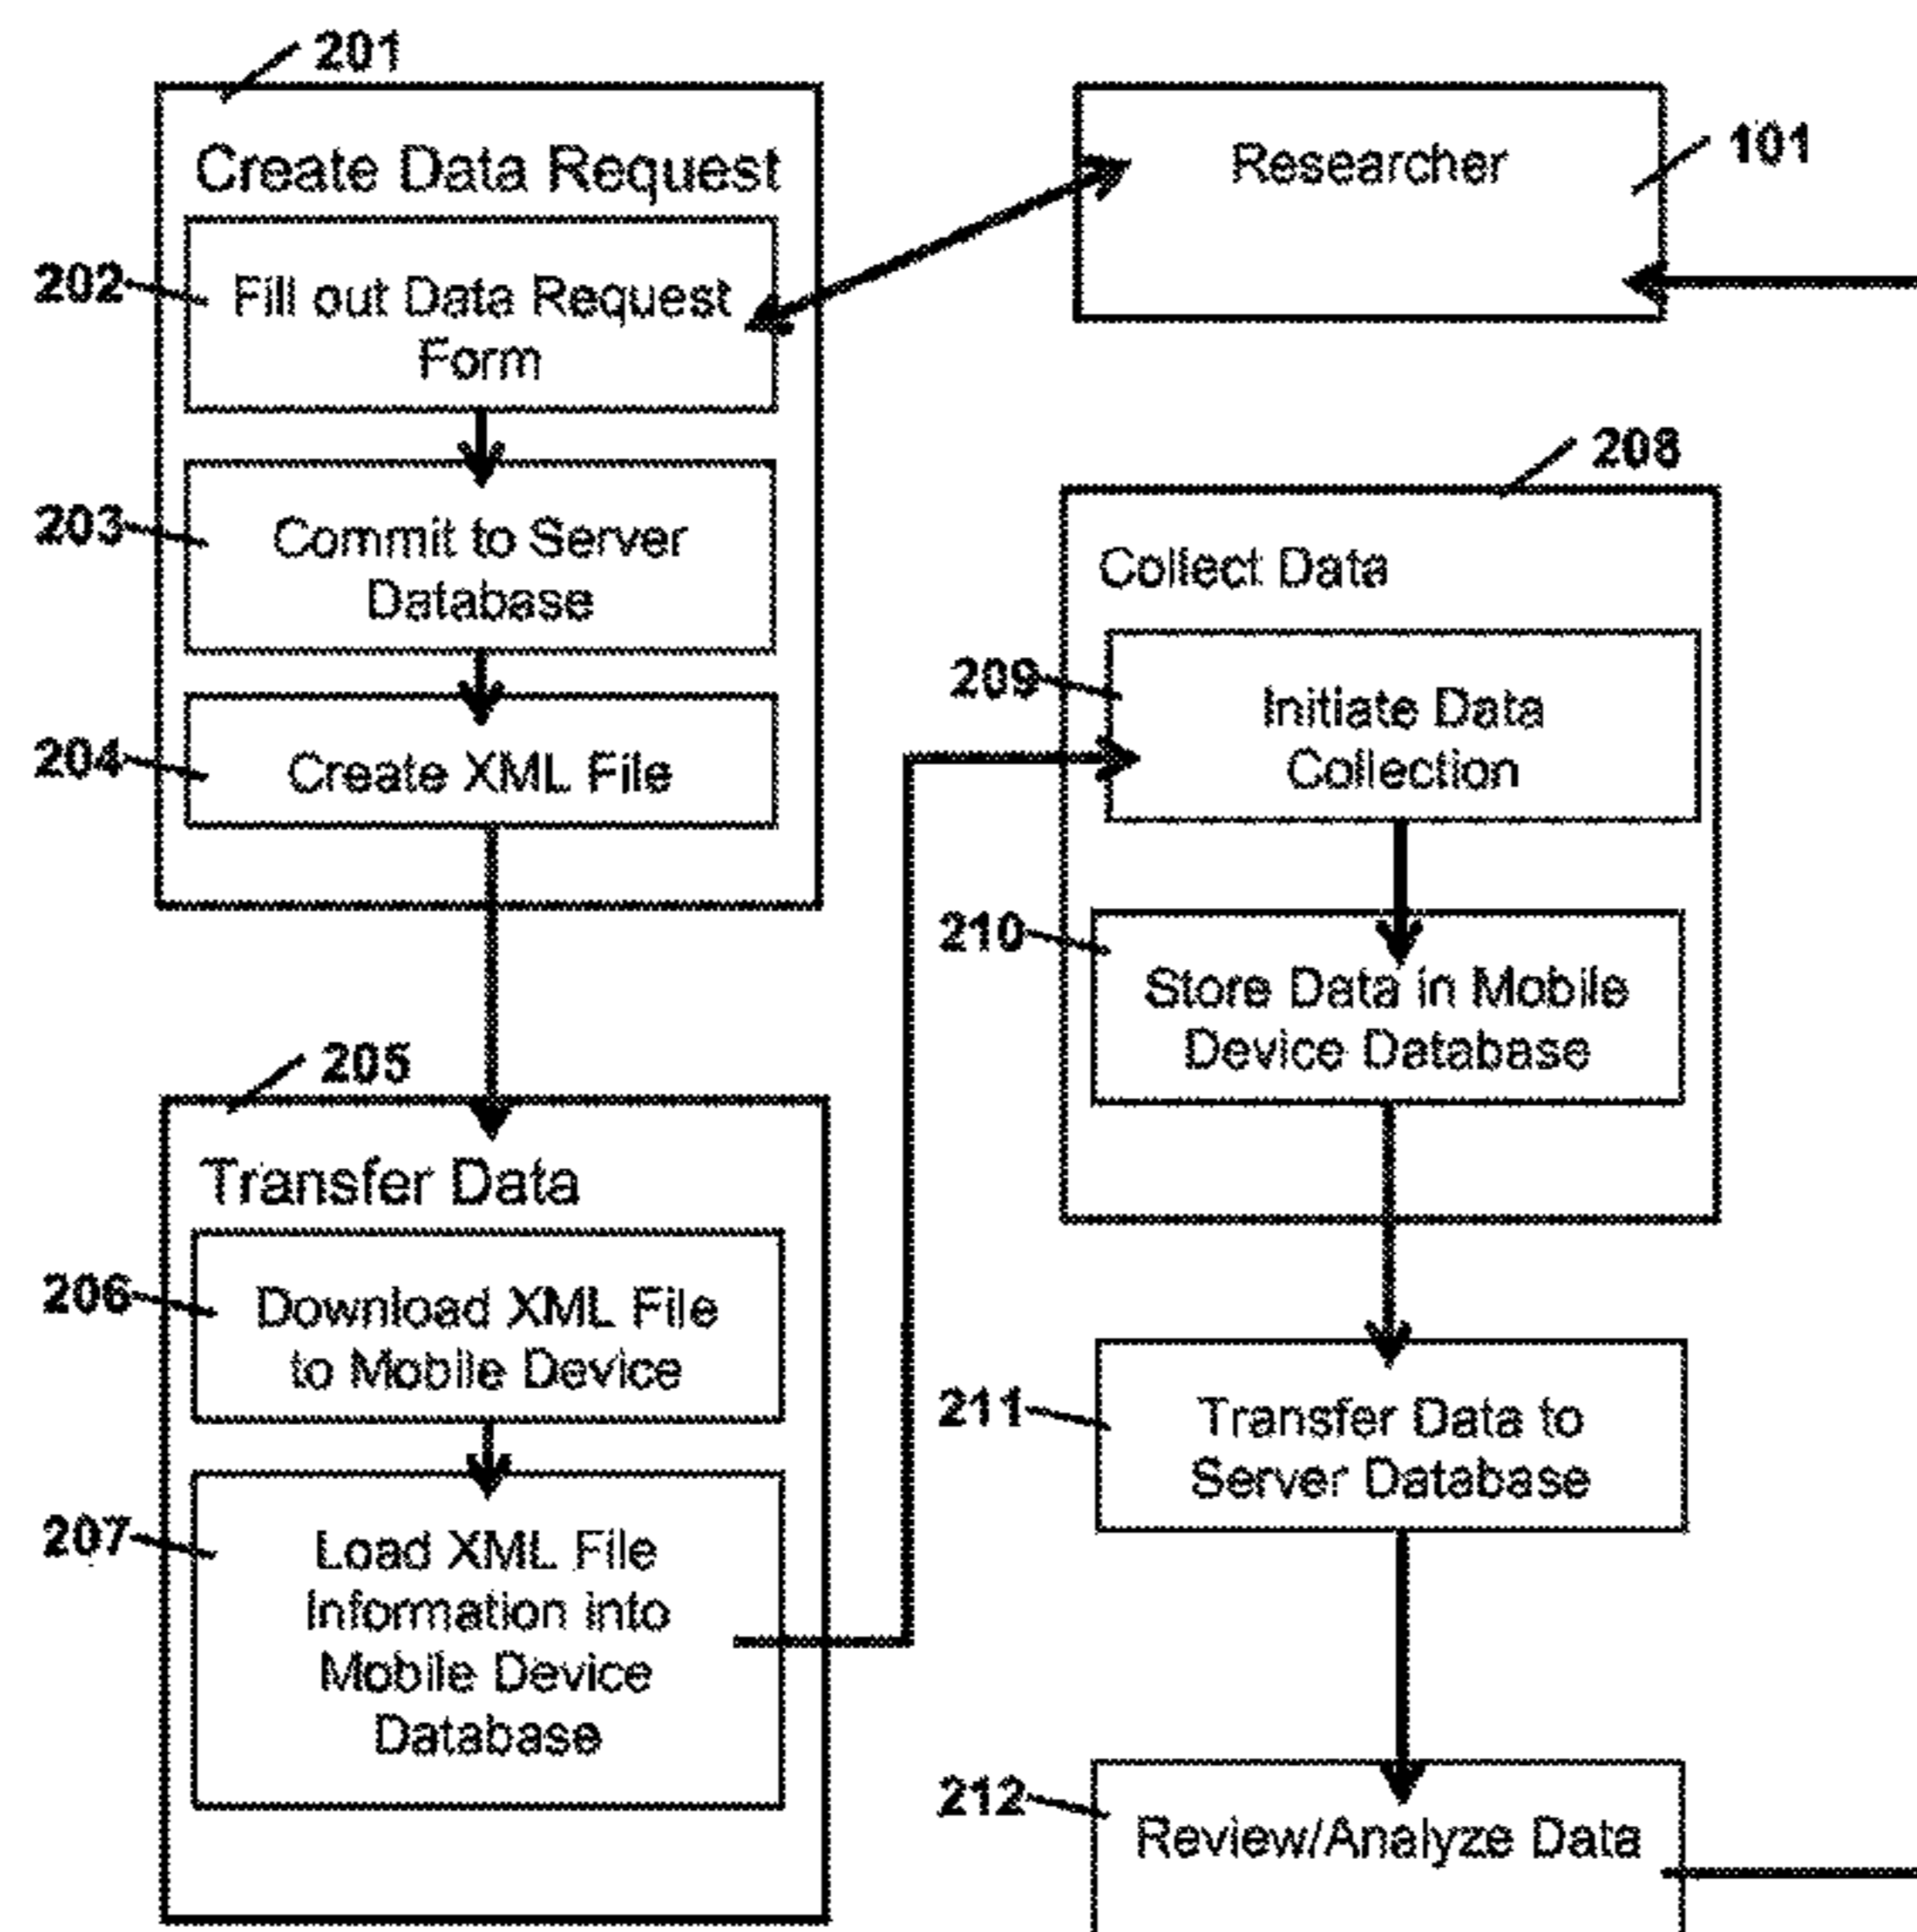 201
Create Data Request
202
Fill out Data Request
Form
203
Commit to Server
Database
204
Create XML File
205
Transfer Data
206
Download XML File
to Mobile Device
207
Load XML File
Information into
Mobile Device
Database
Researcher
101
208
Collect Data
209
Initiate Data
Collection
210
Store Data in Mobile
Device Database
211
Transfer Data to
Server Database
212
Review/Analyze Data